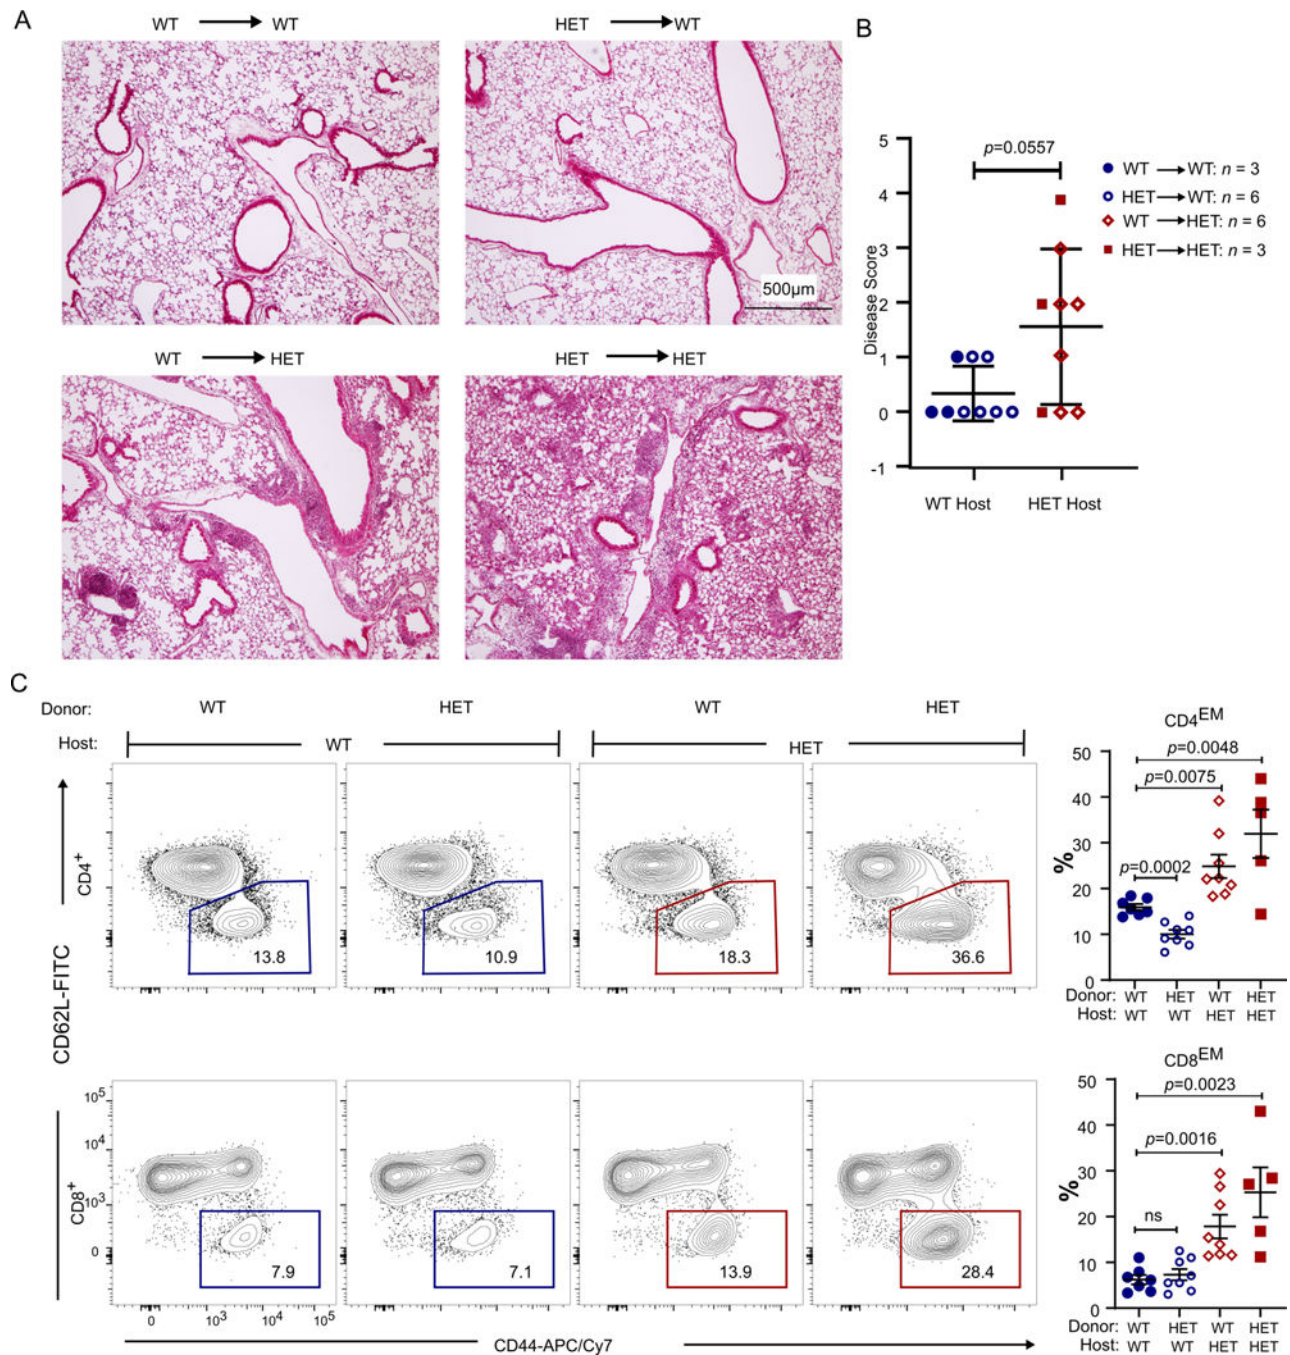 A
WT → WT
HET → WT
500µm
WT → HET
HET → HET
B
p=0.0557
5
4
3
2
1
0
-1
Disease Score
WT Host
HET Host
WT → WT: n = 3
HET → WT: n = 6
WT → HET: n = 6
HET → HET: n = 3
C
Donor: WT HET WT HET
Host: WT HET
CD62L-FITC
CD4+
13.8
10.9
18.3
36.6
CD4EM
p=0.0048
p=0.0075
p=0.0002
%
50
40
30
20
10
0
Donor: WT HET WT HET
Host: WT WT HET HET
CD8+
10^5
10^4
10^3
0
7.9
7.1
13.9
28.4
0 10^3 10^4 10^5
CD44-APC/Cy7
CD8EM
p=0.0023
p=0.0016
ns
%
50
40
30
20
10
0
Donor: WT HET WT HET
Host: WT WT HET HET